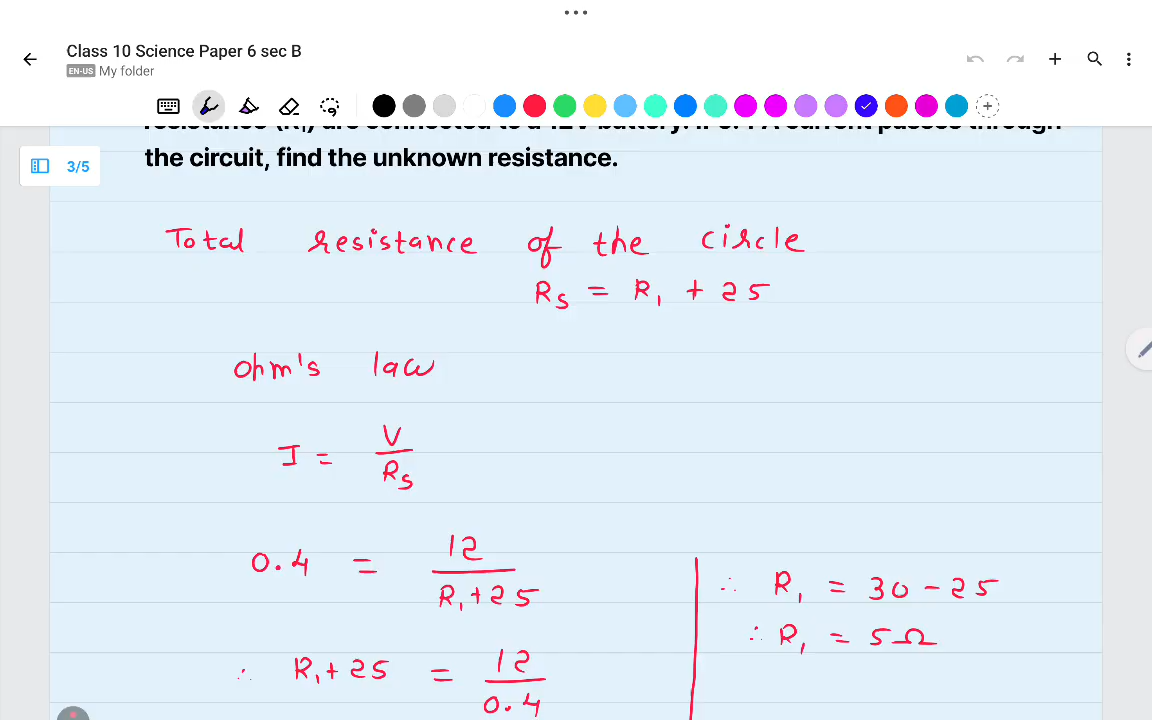 Class 10 Science Paper 6 sec B
EN-US My folder
3/5
the circuit, find the unknown resistance.
Total resistance of the circle
Rs = R1 + 25
ohm's law
I = V
Rs
0.4 = 12
R1+25
∴ R1+25 = 12
0.4
∴ R1 = 30-25
∴ R1 = 5Ω